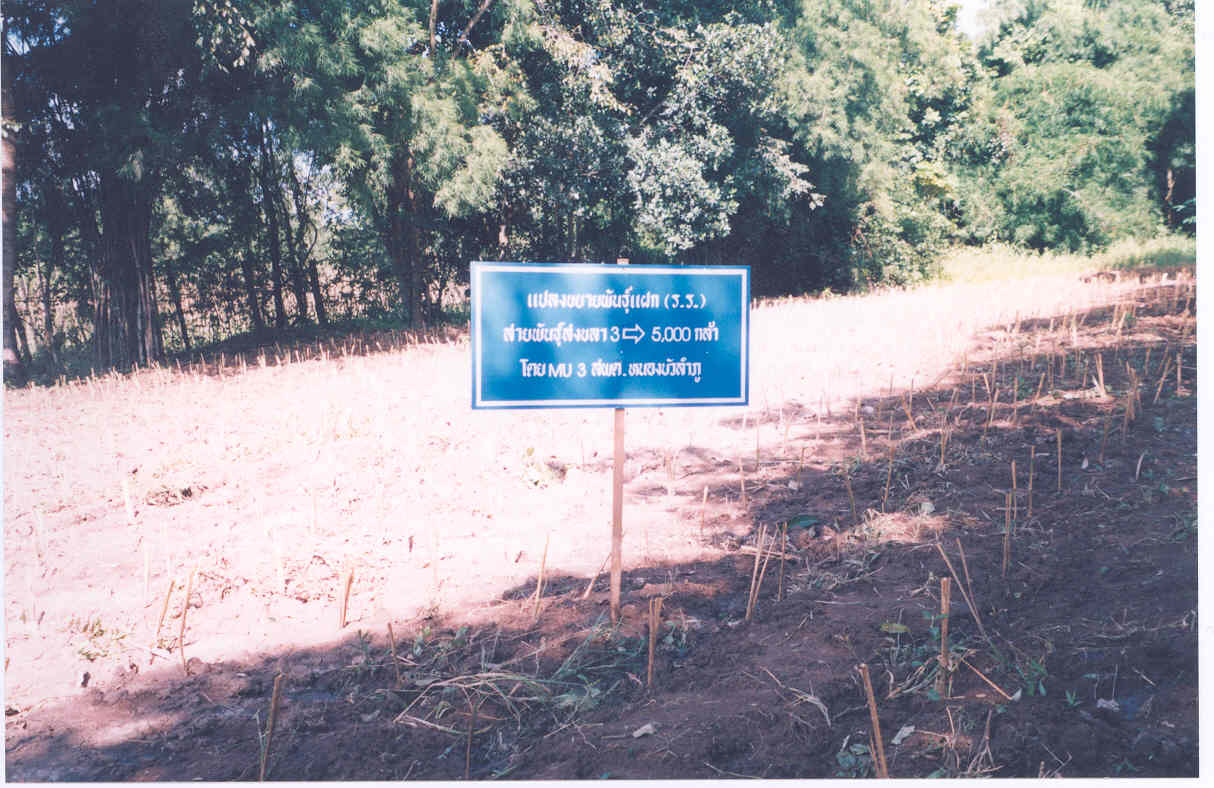 แปลงขยายพันธุ์แฝก (ร.ร.)
สายพันธุ์สงขลา 3 ⇨ 5,000 กล้า
โดย MU 3 สพด.หนองบัวลำภู